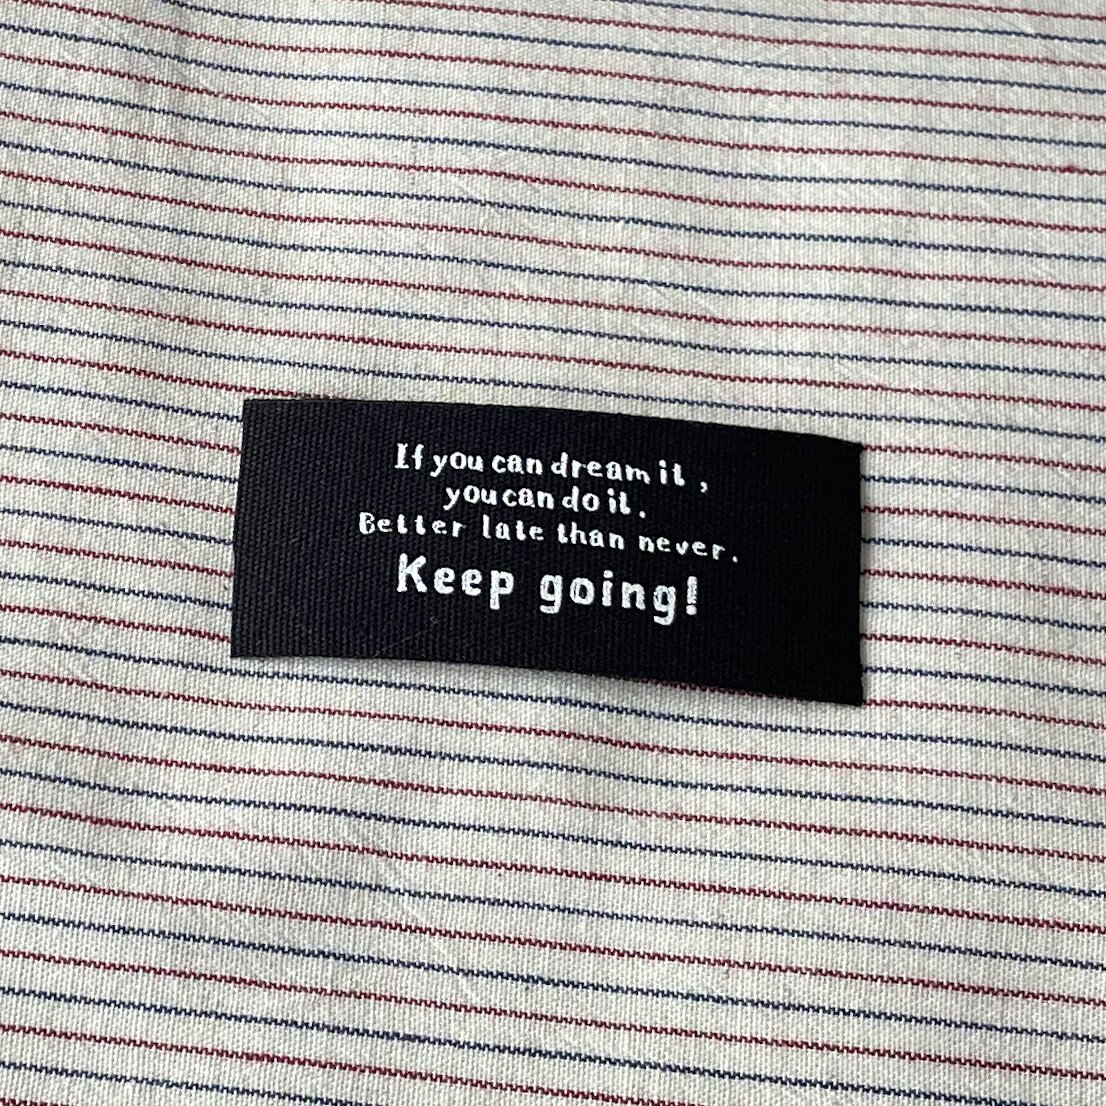 If you can dream it ,
you can do it .
Better late than never .
Keep going!